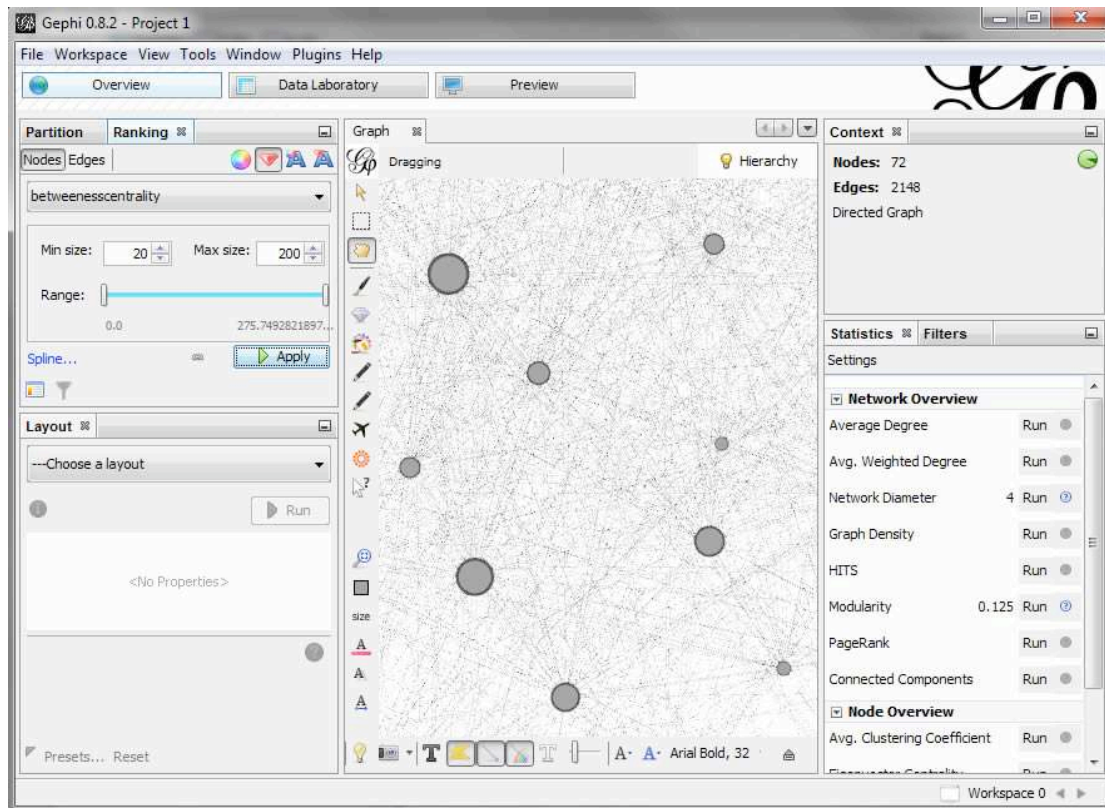 Gephi 0.8.2 - Project 1
File Workspace View Tools Window Plugins Help
Overview
Data Laboratory
Preview
Partition
Ranking
Nodes Edges
betweenesscentrality
Min size: 20 Max size: 200
Range:
0.0 275.7492821897...
Spline... Apply
Layout
---Choose a layout
Run
<No Properties>
Presets... Reset
Graph
Dragging
Hierarchy
size
A
A
A
T
T
A- A- Arial Bold, 32
Context
Nodes: 72
Edges: 2148
Directed Graph
Statistics Filters
Settings
Network Overview
Average Degree Run
Avg. Weighted Degree Run
Network Diameter 4 Run
Graph Density Run
HITS Run
Modularity 0.125 Run
PageRank Run
Connected Components Run
Node Overview
Avg. Clustering Coefficient Run
Workspace 0